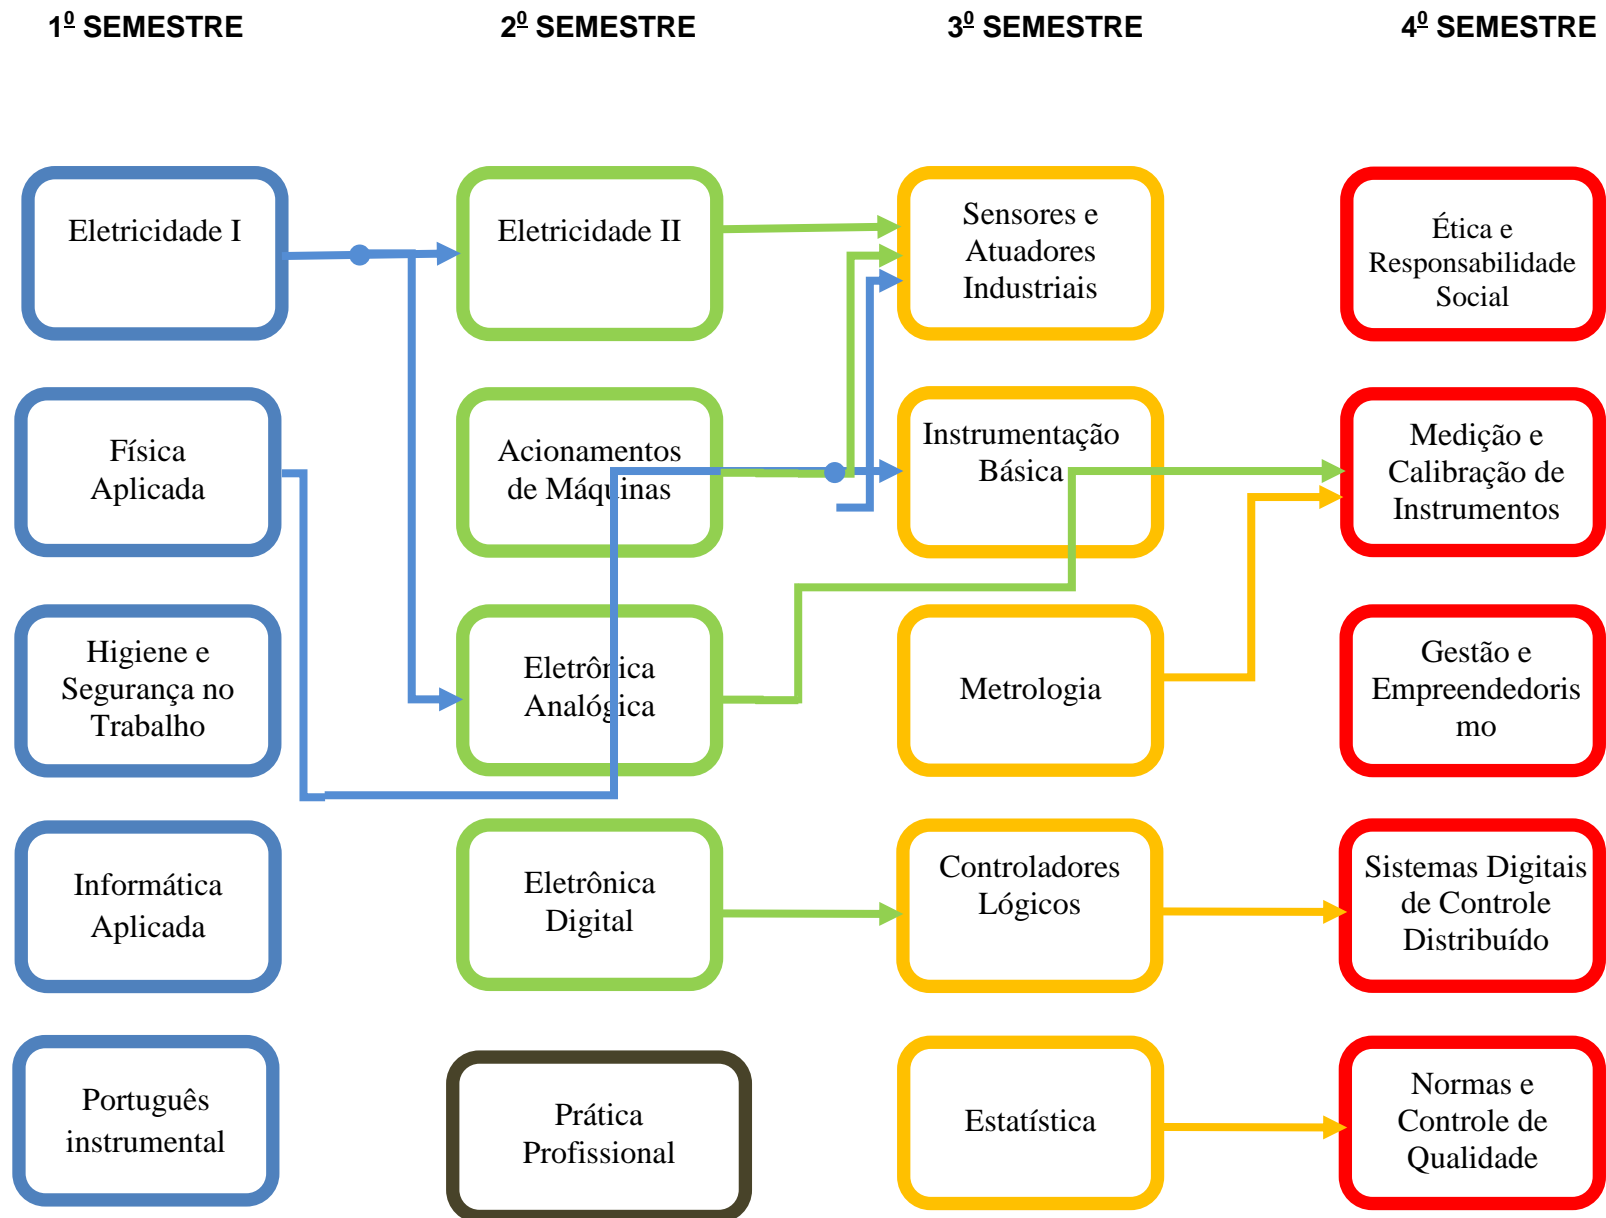 1º SEMESTRE
2º SEMESTRE
3º SEMESTRE
4º SEMESTRE
Eletricidade I
Eletricidade II
Sensores e
Atuadores
Industriais
Ética e
Responsabilidade
Social
Física
Aplicada
Acionamentos
de Máquinas
Instrumentação
Básica
Medição e
Calibração de
Instrumentos
Higiene e
Segurança no
Trabalho
Eletrônica
Analógica
Metrologia
Gestão e
Empreendedoris
mo
Informática
Aplicada
Eletrônica
Digital
Controladores
Lógicos
Sistemas Digitais
de Controle
Distribuído
Português
instrumental
Prática
Profissional
Estatística
Normas e
Controle de
Qualidade